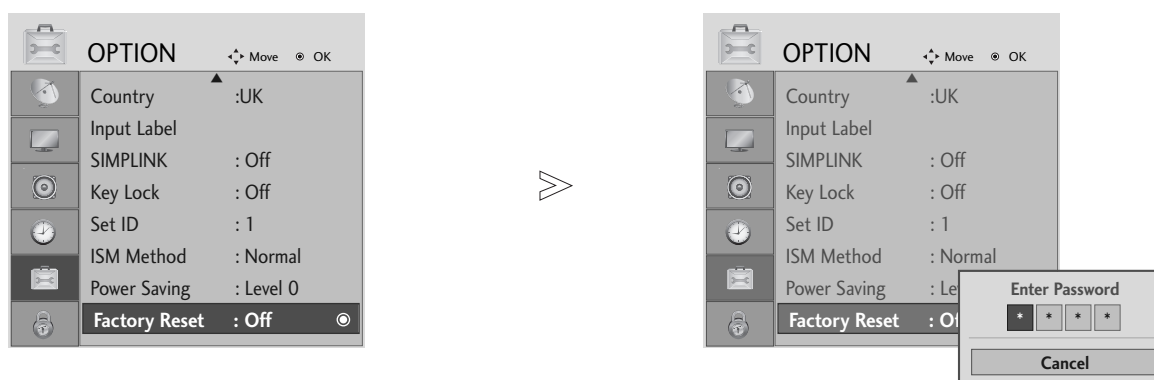 OPTION Move OK
Country :UK
Input Label
SIMPLINK : Off
Key Lock : Off
Set ID : 1
ISM Method : Normal
Power Saving : Level 0
Factory Reset : Off
OPTION Move OK
Country :UK
Input Label
SIMPLINK : Off
Key Lock : Off
Set ID : 1
ISM Method : Normal
Power Saving : Le
Factory Reset : Of
Enter Password
* * * *
Cancel